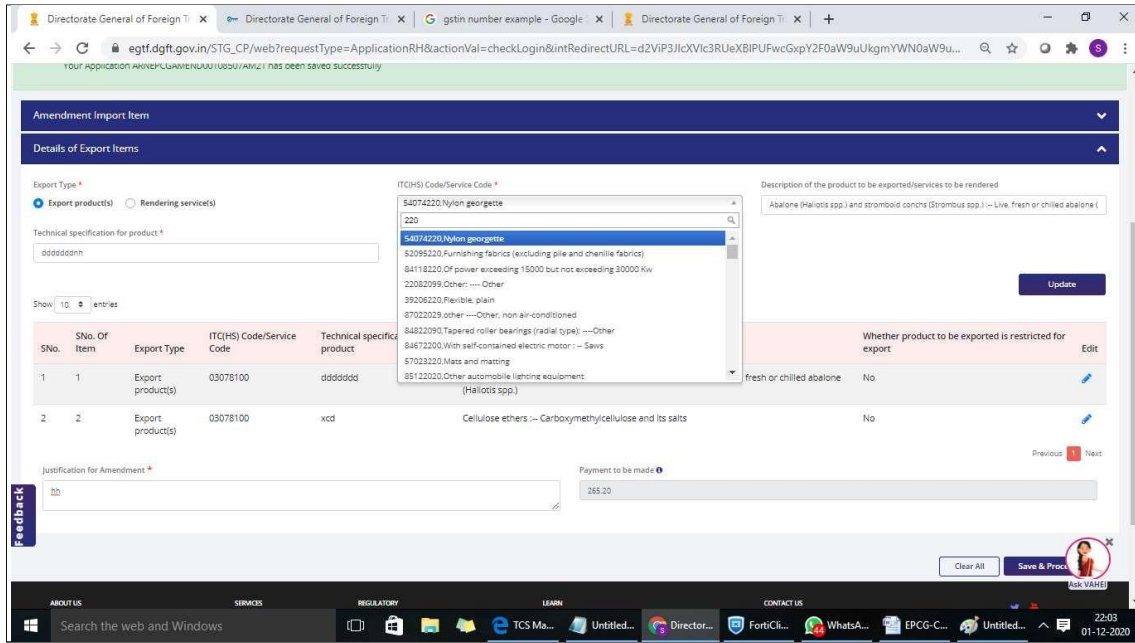 Directorate General of Foreign Tr
Directorate General of Foreign Ti
gstin number example - Google
Directorate General of Foreign Ti
egtf.dgft.gov.in/STG_CP/web?requestType=ApplicationRH&actionVal=checkLogin&intRedirectURL=
S
has been saved successfully
Amendment Import Item
Details of Export Items
Export Type *
ITC(HS) Code/Service Code *
Description of the product to be exported/services to be rendered
Export product(s)
Rendering service(s)
54074220,Nylon georgette
Abalone (Haliotis spp.) and stromboid conchs (Strombus spp.) :-- Live, fresh or chilled abalone (
220
Technical specification for product *
54074220,Nylon georgette
dddddddnh
52095220,Furnishing fabrics (excluding pile and chenille fabrics)
84118220,Of power exceeding 15000 but not exceeding 30000 Kw
22082099,Other: ---- Other
Update
39206220,Flexible, plain
Show 10 entries
87022029,other ----Other, non air-conditioned
84822090,Tapered roller bearings (radial type): ----Other
84672200,With self-contained electric motor : -- Saws
57023220,Mats and matting
85122020,Other automobile lighting equipment
SNo.
SNo. Of Item
Export Type
ITC(HS) Code/Service Code
Technical specifica
product
Whether product to be exported is restricted for export
Edit
1 1 Export product(s) 03078100 ddddddd
fresh or chilled abalone
No
(Haliotis spp.)
2 2 Export product(s) 03078100 xcd Cellulose ethers :-- Carboxymethylcellulose and its salts No
Previous 1 Next
Justification for Amendment *
Payment to be made
hh
265.20
Feedback
Clear All
Save & Proc
Ask VAHEI
ABOUT US
SERVICES
REGULATORY
LEARN
CONTACT US
Search the web and Windows
TCS Ma...
Untitled...
Director...
FortiCli...
44
WhatsA...
EPCG-C...
Untitled...
22:03
01-12-2020